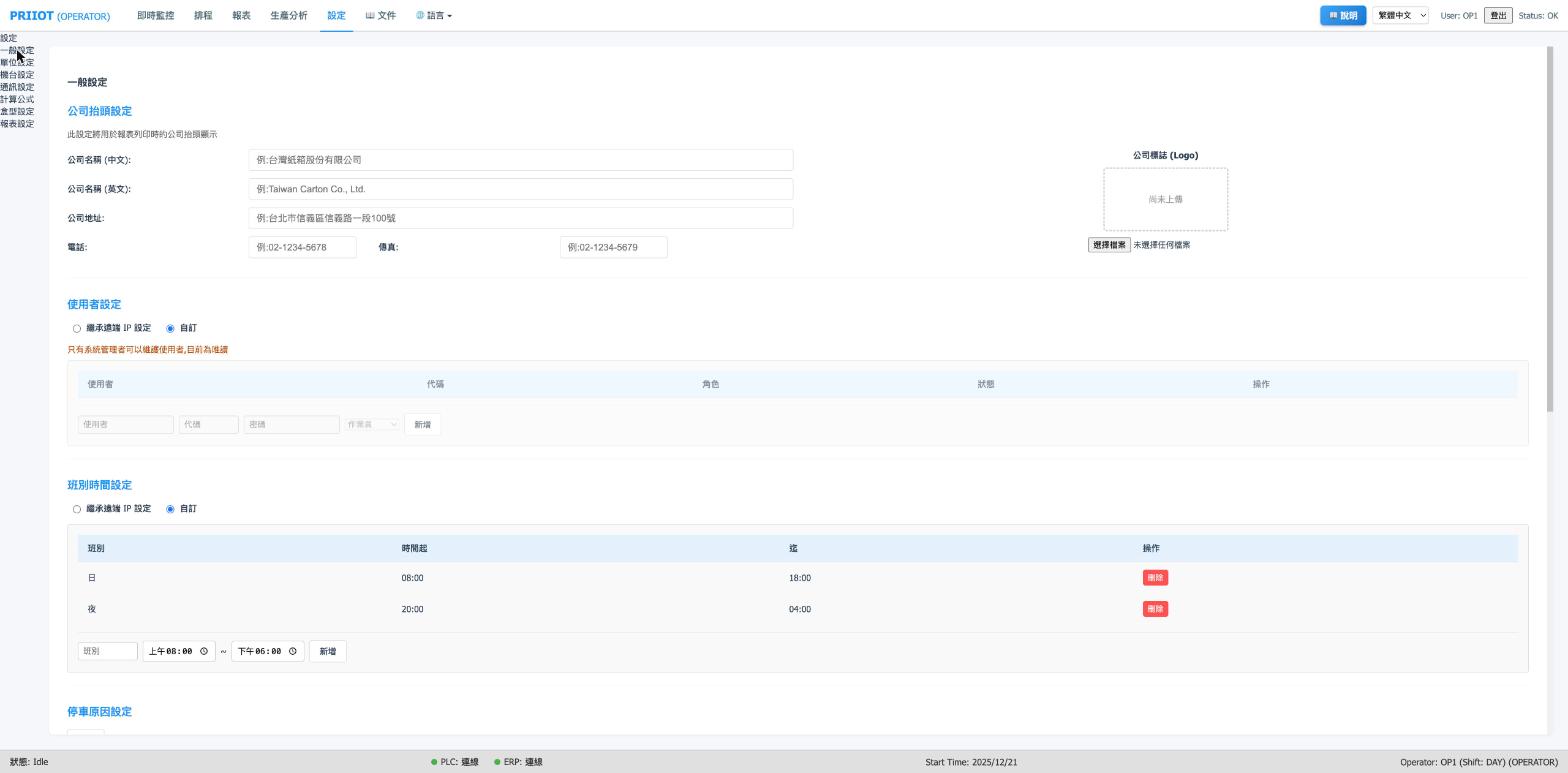 PRIIOT (OPERATOR) 即時監控 排程 報表 生產分析 設定 📖 文件 🌐 語言 📖 說明 繁體中文 User: OP1 登出 Status: OK
設定
一般設定
單位設定
機台設定
通訊設定
計算公式
盒型設定
報表設定
一般設定
公司抬頭設定
此設定將用於報表列印時的公司抬頭顯示
公司名稱 (中文): 例:台灣紙箱股份有限公司
公司名稱 (英文): 例:Taiwan Carton Co., Ltd.
公司地址: 例:台北市信義區信義路一段100號
電話: 例:02-1234-5678 傳真: 例:02-1234-5679
公司標誌 (Logo)
尚未上傳
選擇檔案 未選擇任何檔案
使用者設定
繼承遠端 IP 設定 自訂
只有系統管理者可以維護使用者,目前為唯讀
使用者 代碼 角色 狀態 操作
使用者 代碼 密碼 作業員 新增
班別時間設定
繼承遠端 IP 設定 自訂
班別 時間起 迄 操作
日 08:00 18:00 刪除
夜 20:00 04:00 刪除
班別 上午08:00 ~ 下午06:00 新增
停車原因設定
狀態: Idle PLC: 連線 ERP: 連線 Start Time: 2025/12/21 Operator: OP1 (Shift: DAY) (OPERATOR)